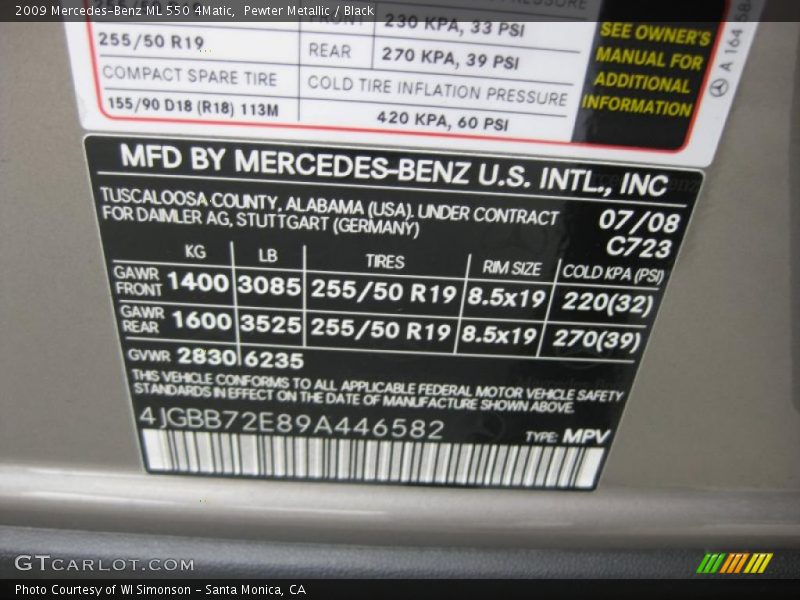 2009 Mercedes-Benz ML 550 4Matic, Pewter Metallic / Black
255/50 R19 FRONT 230 KPA, 33 PSI
255/50 R19 REAR 270 KPA, 39 PSI
COMPACT SPARE TIRE COLD TIRE INFLATION PRESSURE
155/90 D18 (R18) 113M 420 KPA, 60 PSI
SEE OWNER'S
MANUAL FOR
ADDITIONAL
INFORMATION
A 164 584
MFD BY MERCEDES-BENZ U.S. INTL., INC
TUSCALOOSA COUNTY, ALABAMA (USA). UNDER CONTRACT 07/08
FOR DAIMLER AG, STUTTGART (GERMANY) C723
KG LB TIRES RIM SIZE COLD KPA (PSI)
GAWR FRONT 1400 3085 255/50 R19 8.5x19 220(32)
GAWR REAR 1600 3525 255/50 R19 8.5x19 270(39)
GVWR 2830 6235
THIS VEHICLE CONFORMS TO ALL APPLICABLE FEDERAL MOTOR VEHICLE SAFETY
STANDARDS IN EFFECT ON THE DATE OF MANUFACTURE SHOWN ABOVE.
4JGBB72E89A446582 TYPE: MPV
GTCARLOT.COM
Photo Courtesy of WI Simonson - Santa Monica, CA